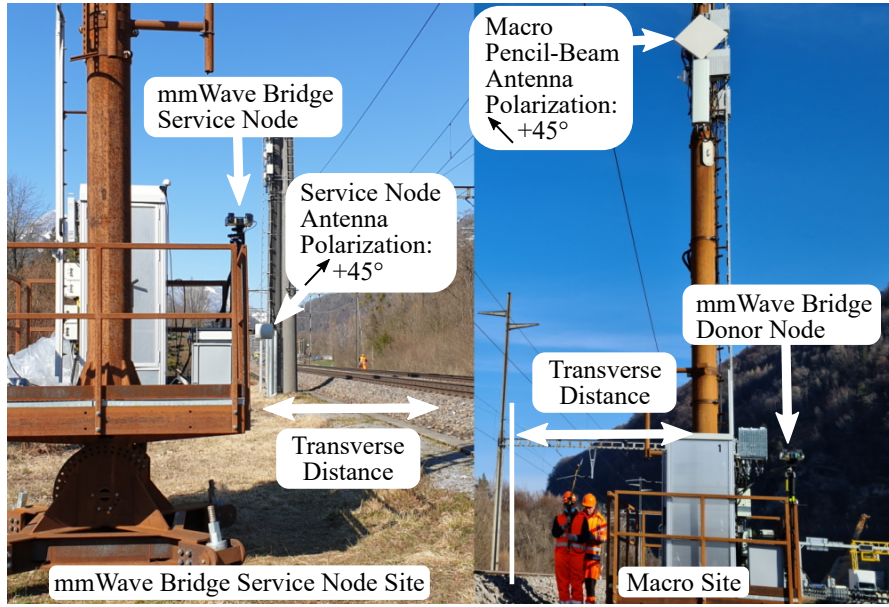 mmWave Bridge
Service Node
Service Node
Antenna
Polarization:
+45°
Transverse
Distance
mmWave Bridge Service Node Site
Macro
Pencil-Beam
Antenna
Polarization:
+45°
mmWave Bridge
Donor Node
Transverse
Distance
1
Macro Site